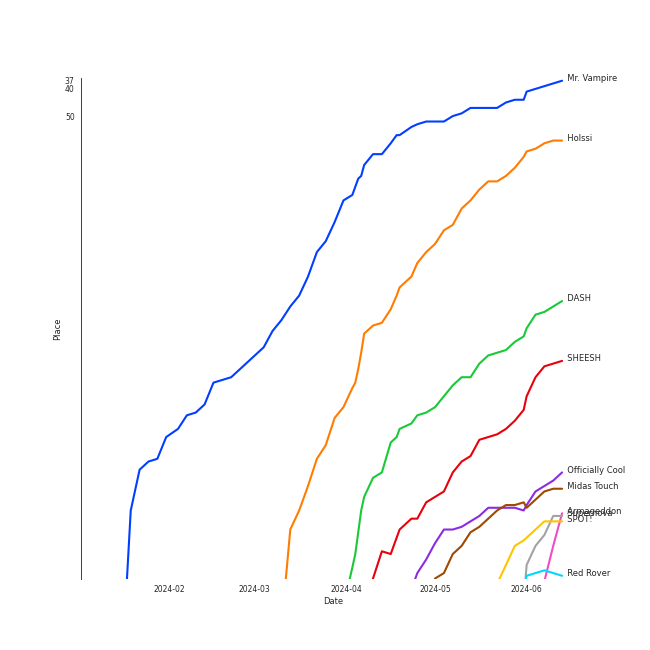 37
40
50
Place
Mr. Vampire
Holssi
DASH
SHEESH
Officially Cool
Midas Touch
Armageddon
Supernova
SPOT!
Red Rover
2024-02
2024-03
2024-04
2024-05
2024-06
Date